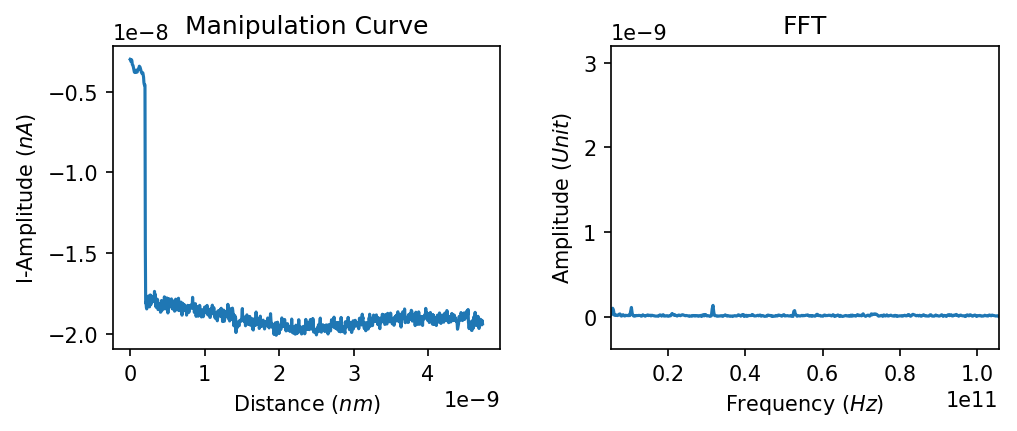 Manipulation Curve
1e−8
−0.5
−1.0
−1.5
−2.0
I-Amplitude (nA)
0 1 2 3 4
1e−9
Distance (nm)
FFT
1e−9
3
2
1
0
Amplitude (Unit)
0.2 0.4 0.6 0.8 1.0
1e11
Frequency (Hz)